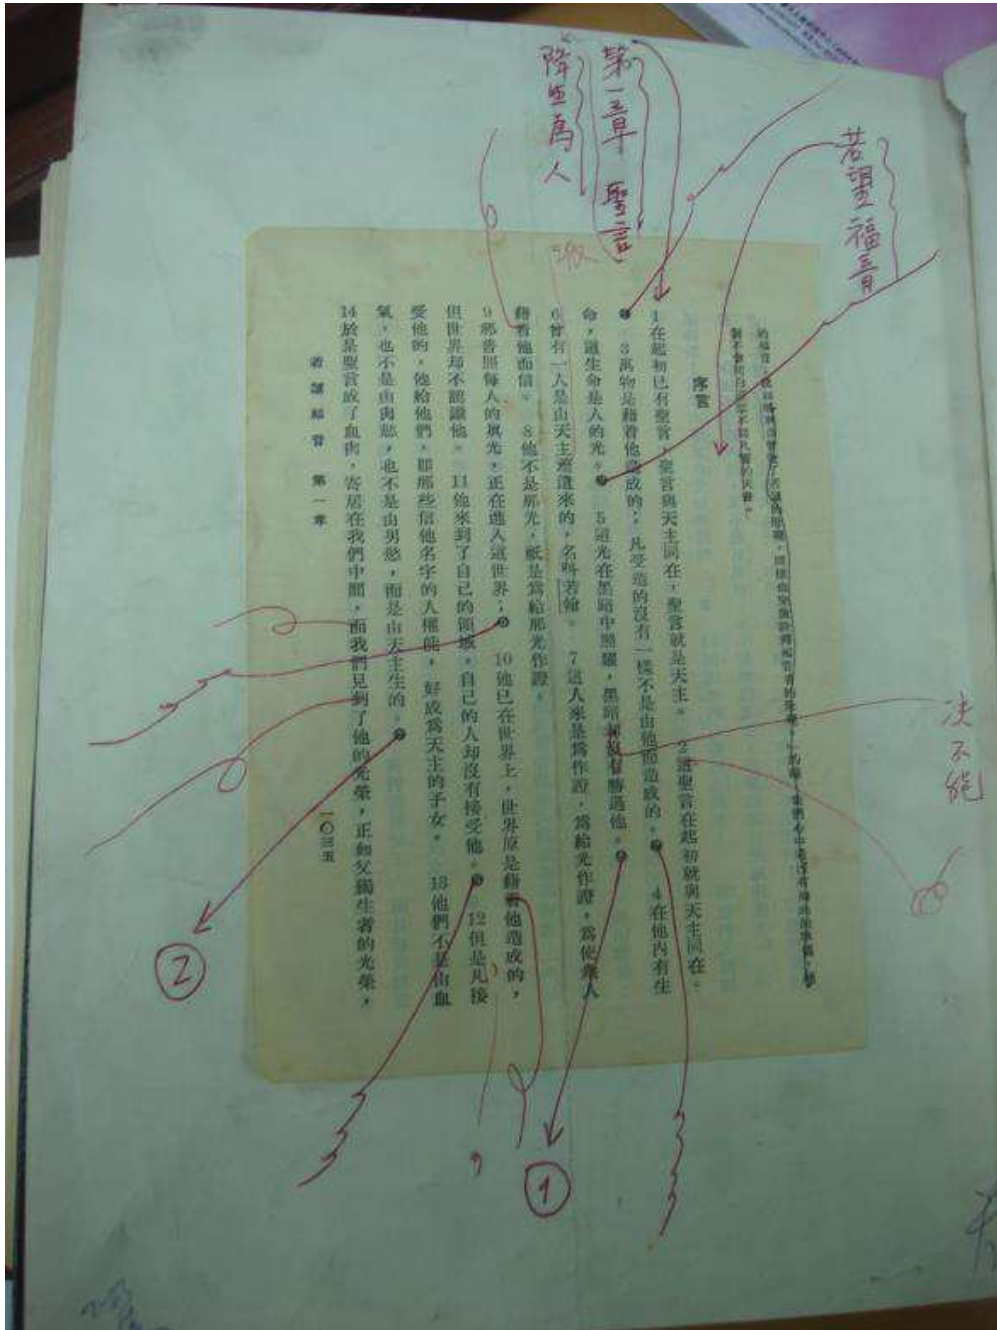 若望福音
第一章 聖言
降生為人
決不能
序言
1在起初已有聖言，聖言與天主同在，聖言就是天主。 2這聖言在起初就與天主同在。
3萬物是藉着他造成的；凡受造的沒有一樣不是由他而造成的。 4在他內有生
命，這生命是人的光。 5這光在黑暗中照耀，黑暗 勝過他。
6曾有一人是由天主遣來的，名叫若翰。 7這人來是為作證，為給光作證，為使衆人
藉着他而信。 8他不是那光，祇是為給那光作證。
9那普照每人的真光，正在進入這世界； 10他已在世界上，世界原是藉着他造成的，
但世界却不認識他。 11他來到了自己的領域，自己的人却沒有接受他。 12但是凡接
受他的，他給他們，即那些信他名字的人權能，好成為天主的子女。 13他們不是由血
氣，也不是由肉慾，也不是由男慾，而是由天主生的。
14於是聖言成了血肉，寄居在我們中間，而我們見到了他的光榮，正如父獨生者的光榮，
若望福音 第一章
一〇三五
1
2